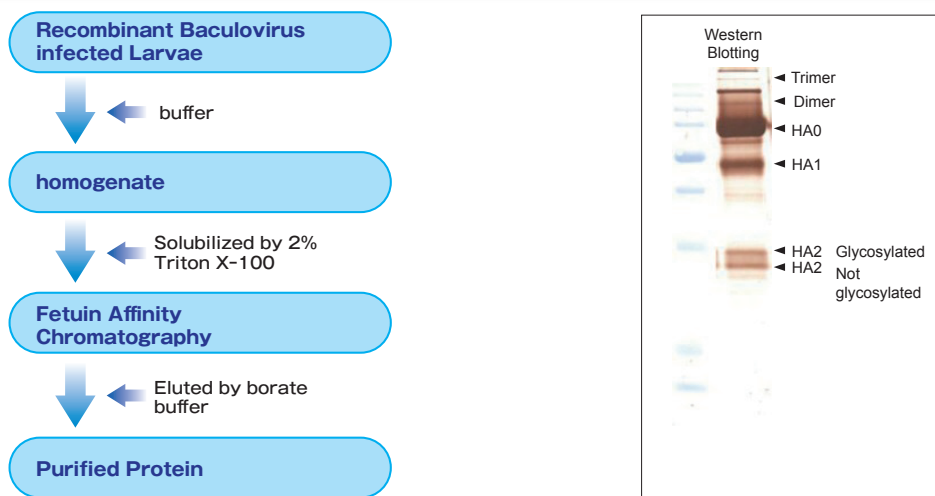 Recombinant Baculovirus
infected Larvae
buffer
homogenate
Solubilized by 2%
Triton X-100
Fetuin Affinity
Chromatography
Eluted by borate
buffer
Purified Protein
Western
Blotting
Trimer
Dimer
HA0
HA1
HA2 Glycosylated
HA2 Not
glycosylated